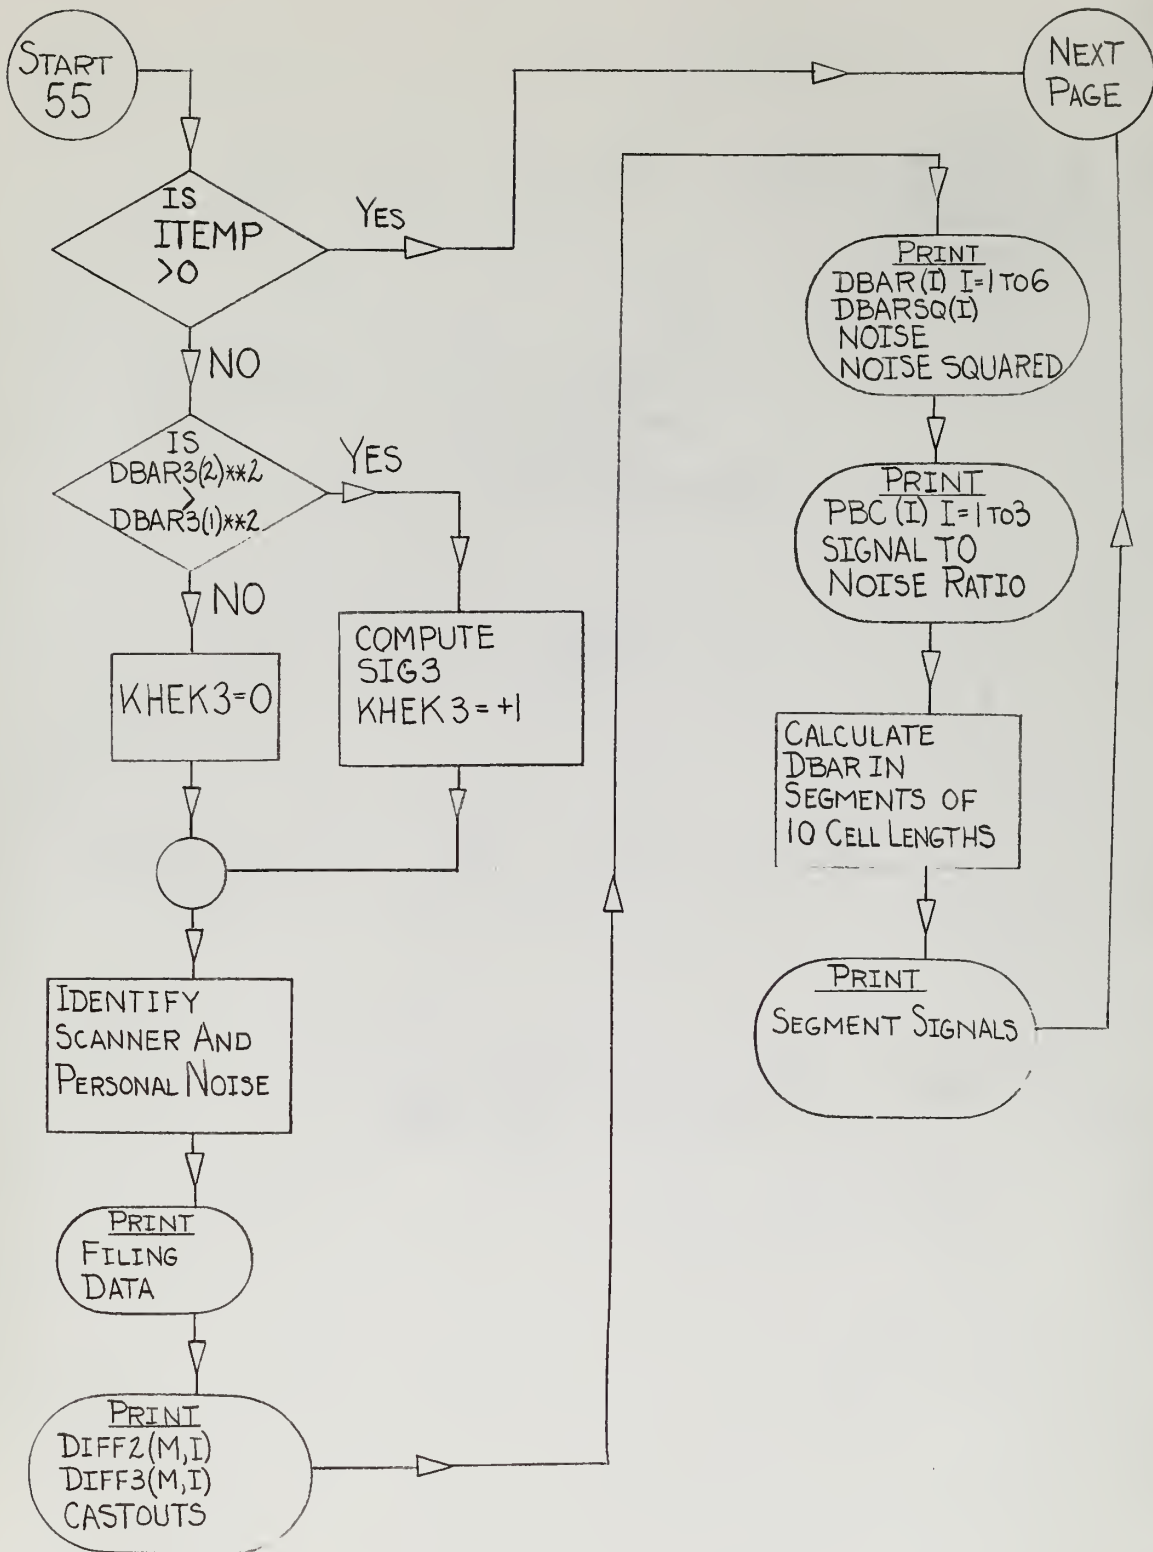 START
55
IS
ITEMP
>0
YES
NO
IS
DBAR3(2)**2
>
DBAR3(1)**2
YES
NO
KHEK3=0
COMPUTE
SIG3
KHEK3=+1
IDENTIFY
SCANNER AND
PERSONAL NOISE
PRINT
FILING
DATA
PRINT
DIFF2(M,I)
DIFF3(M,I)
CASTOUTS
NEXT
PAGE
PRINT
DBAR(I) I=1 TO 6
DBARSQ(I)
NOISE
NOISE SQUARED
PRINT
PBC(I) I=1 TO 3
SIGNAL TO
NOISE RATIO
CALCULATE
DBAR IN
SEGMENTS OF
10 CELL LENGTHS
PRINT
SEGMENT SIGNALS